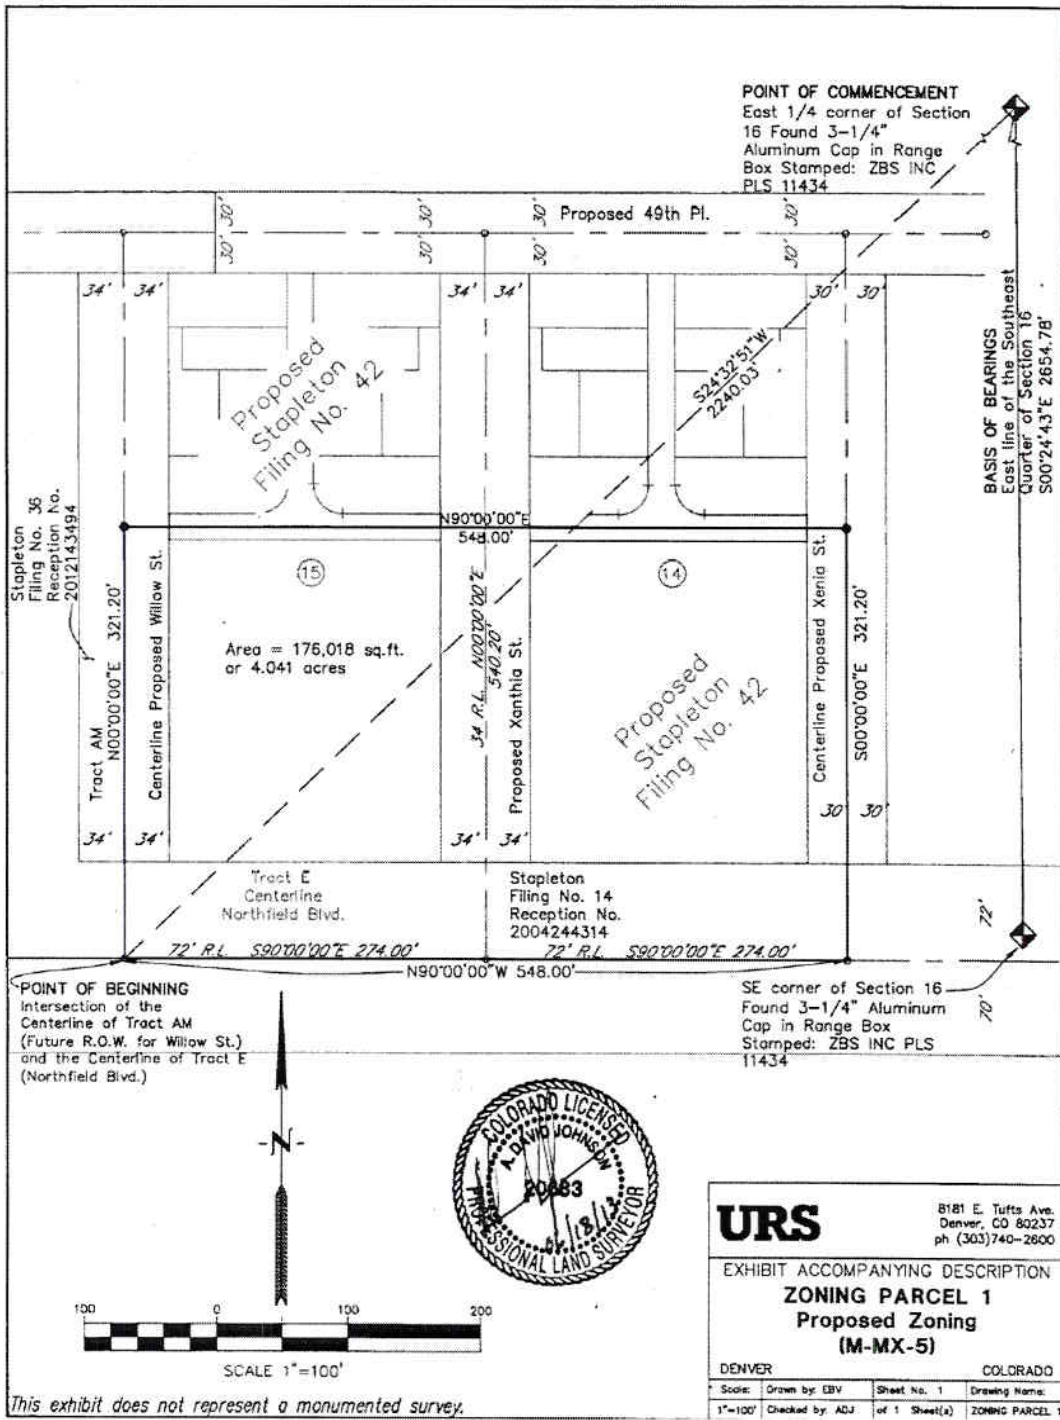 POINT OF COMMENCEMENT
East 1/4 corner of Section
16 Found 3-1/4"
Aluminum Cap in Range
Box Stamped: ZBS INC
PLS 11434
30' 30' 30' 30'
Proposed 49th Pl.
30' 30' 30' 30'
34' 34' 34' 34' 30' 30'
Proposed
Stapleton
Filing No. 42
S24°32'51"W
2240.03'
BASIS OF BEARINGS
East line of the Southeast
Quarter of Section 16
S00°24'43"E 2654.78'
Stapleton
Filing No. 36
Reception No.
2012143494
N90°00'00"E
548.00'
15
14
Area = 176,018 sq.ft.
or 4.041 acres
Tract AM
N00°00'00"E 321.20'
Centerline Proposed Willow St.
34' R.L. N00°00'00"E
540.20'
Proposed Xanthia St.
Proposed
Stapleton
Filing No. 42
Centerline Proposed Xenia St.
S00°00'00"E 321.20'
34' 34' 34' 34' 30' 30'
Tract E
Centerline
Northfield Blvd.
Stapleton
Filing No. 14
Reception No.
2004244314
72'
70'
72' R.L. S90°00'00"E 274.00'
72' R.L. S90°00'00"E 274.00'
N90°00'00"W 548.00'
POINT OF BEGINNING
Intersection of the
Centerline of Tract AM
(Future R.O.W. for Willow St.)
and the Centerline of Tract E
(Northfield Blvd.)
SE corner of Section 16
Found 3-1/4" Aluminum
Cap in Range Box
Stamped: ZBS INC PLS
11434
-N-
COLORADO LICENSED
A. DAVID JOHNSON
20683
PROFESSIONAL LAND SURVEYOR
100 0 100 200
SCALE 1"=100'
This exhibit does not represent a monumented survey.
URS
8181 E. Tufts Ave.
Denver, CO 80237
ph (303)740-2600
EXHIBIT ACCOMPANYING DESCRIPTION
ZONING PARCEL 1
Proposed Zoning
(M-MX-5)
DENVER COLORADO
Scale: Drawn by: EBV Sheet No. 1 Drawing Name:
1"=100' Checked by: ADJ of 1 Sheet(s) ZONING PARCEL 1